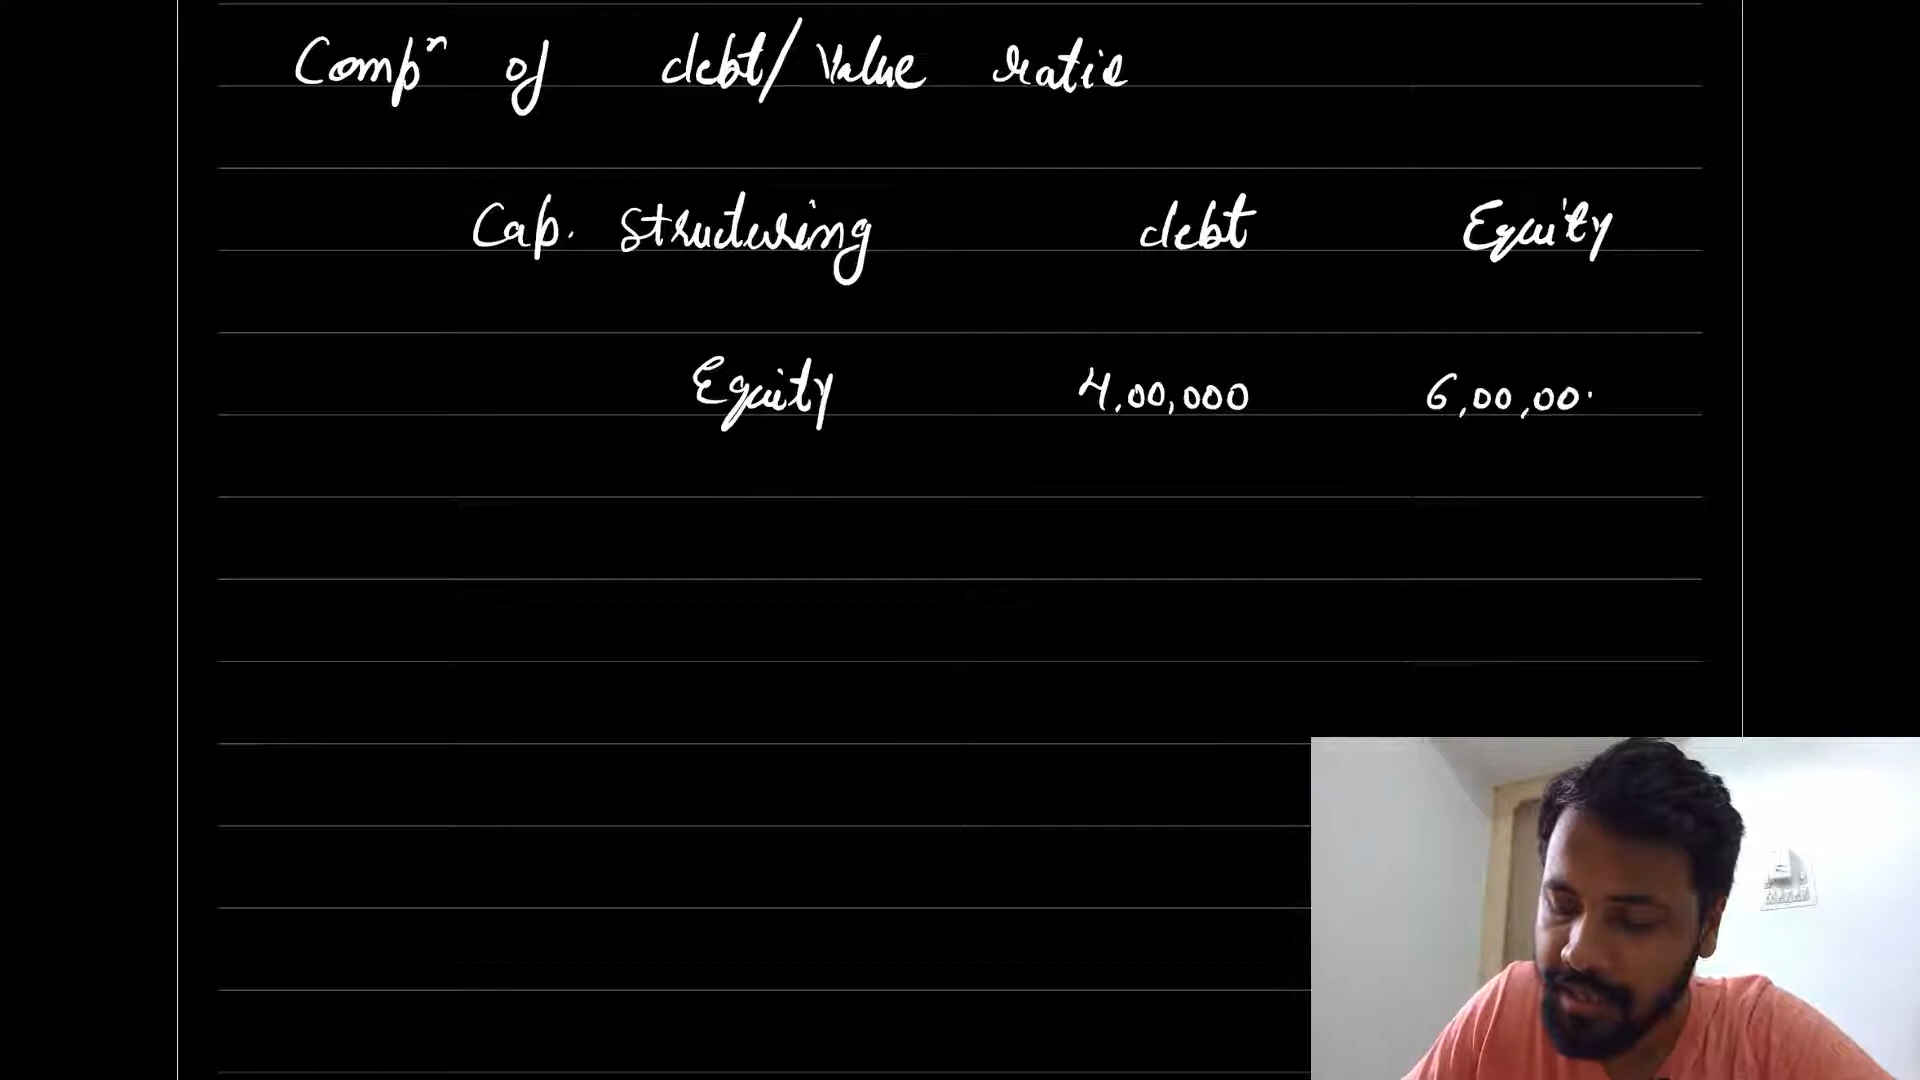 Compⁿ of debt/Value ratio
Cap. Structuring debt Equity
Equity 4,00,000 6,00,00